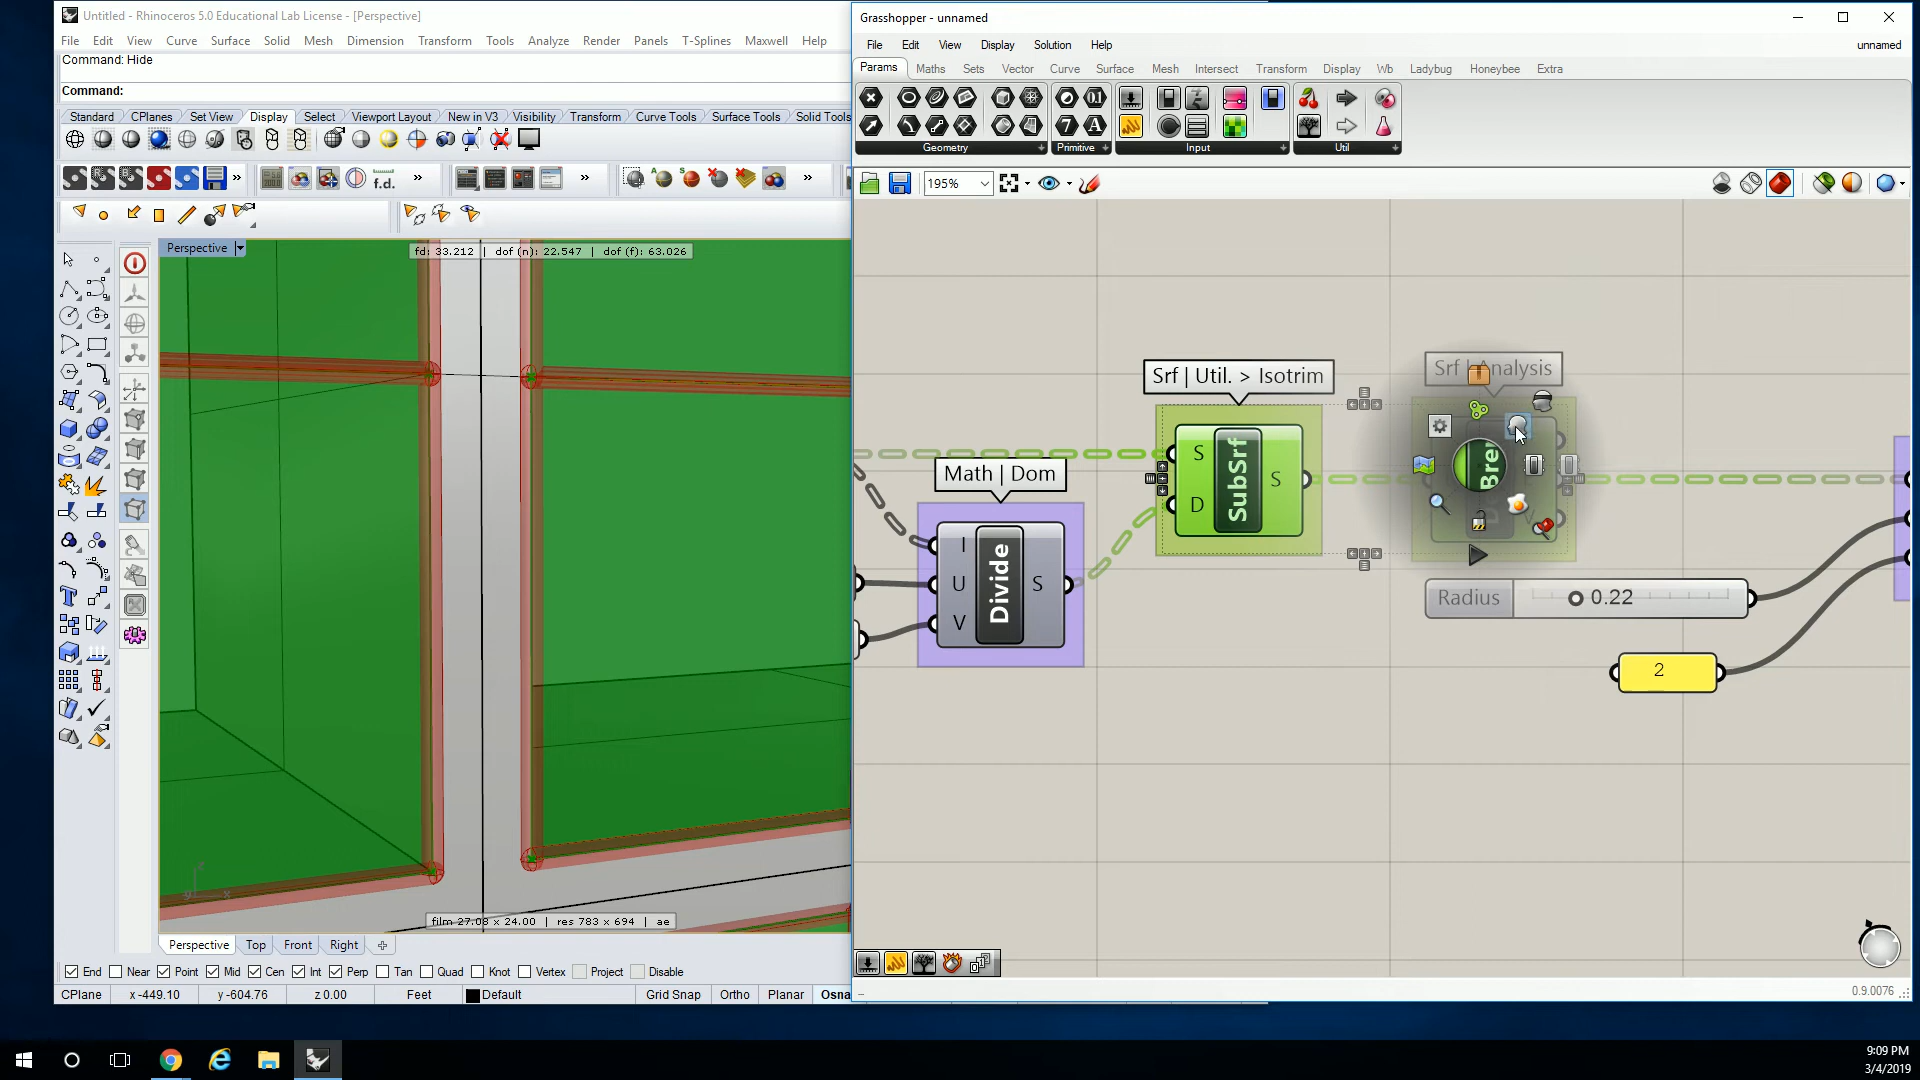 Untitled - Rhinoceros 5.0 Educational Lab License - [Perspective]
File Edit View Curve Surface Solid Mesh Dimension Transform Tools Analyze Render Panels T-Splines Maxwell Help
Command: Hide
Command:
Standard CPlanes Set View Display Select Viewport Layout New in V3 Visibility Transform Curve Tools Surface Tools Solid Tools
f.d.
Perspective
fd: 33.212 | dof (n): 22.547 | dof (f): 63.026
film 27.08 x 24.00 | res 783 x 694 | ae
Perspective Top Front Right
End Near Point Mid Cen Int Perp Tan Quad Knot Vertex Project Disable
CPlane x -449.10 y -604.76 z 0.00 Feet Default Grid Snap Ortho Planar Osna
Grasshopper - unnamed
File Edit View Display Solution Help
unnamed
Params Maths Sets Vector Curve Surface Mesh Intersect Transform Display Wb Ladybug Honeybee Extra
Geometry Primitive Input Util
195%
Srf | Util. > Isotrim
Srf | Analysis
S
D
SubSrf
S
Bre
Math | Dom
I
U
V
Divide
S
Radius 0.22
2
0.9.0076
9:09 PM
3/4/2019